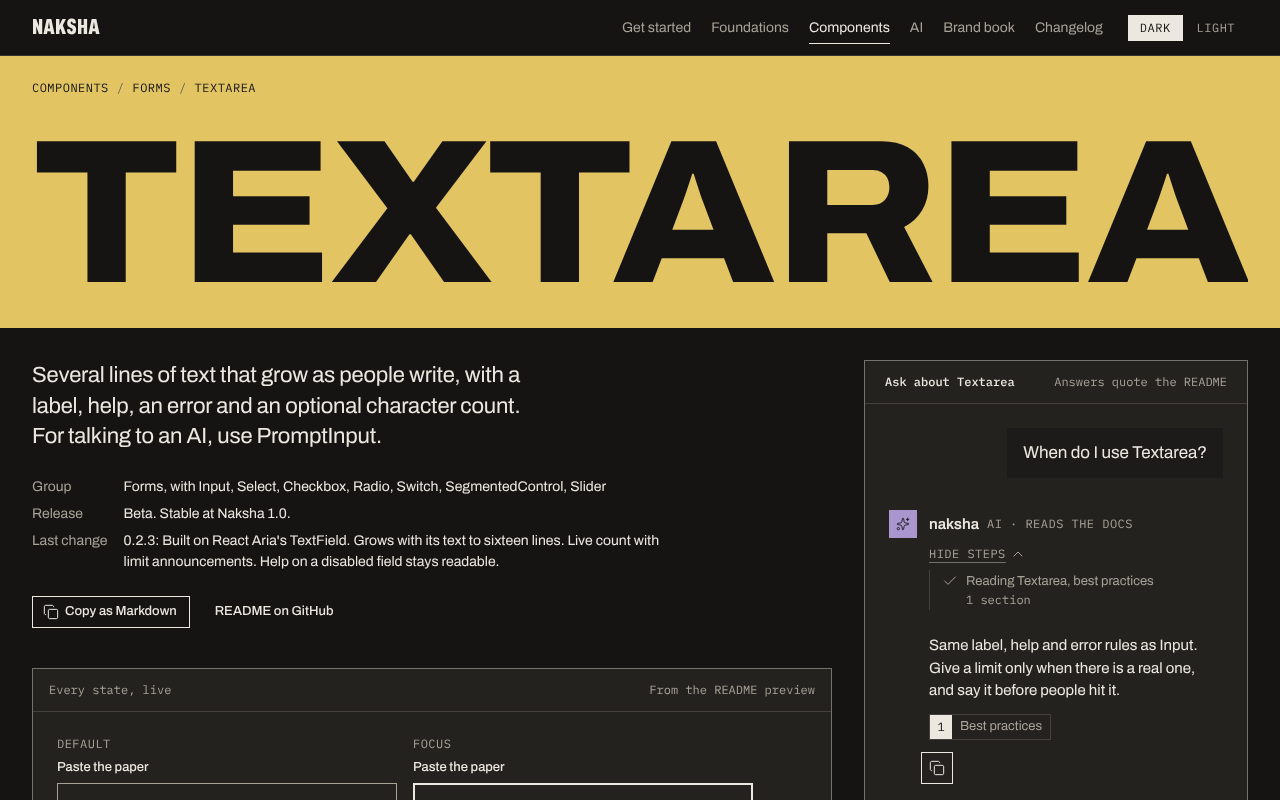 NAKSHA
Get started
Foundations
Components
AI
Brand book
Changelog
DARK
LIGHT
COMPONENTS / FORMS / TEXTAREA
TEXTAREA
Several lines of text that grow as people write, with a
label, help, an error and an optional character count.
For talking to an AI, use PromptInput.
Group
Forms, with Input, Select, Checkbox, Radio, Switch, SegmentedControl, Slider
Release
Beta. Stable at Naksha 1.0.
Last change
0.2.3: Built on React Aria's TextField. Grows with its text to sixteen lines. Live count with
limit announcements. Help on a disabled field stays readable.
Copy as Markdown
README on GitHub
Every state, live
From the README preview
DEFAULT
Paste the paper
FOCUS
Paste the paper
Ask about Textarea
Answers quote the README
When do I use Textarea?
naksha AI · READS THE DOCS
HIDE STEPS
Reading Textarea, best practices
1 section
Same label, help and error rules as Input.
Give a limit only when there is a real one,
and say it before people hit it.
1 Best practices